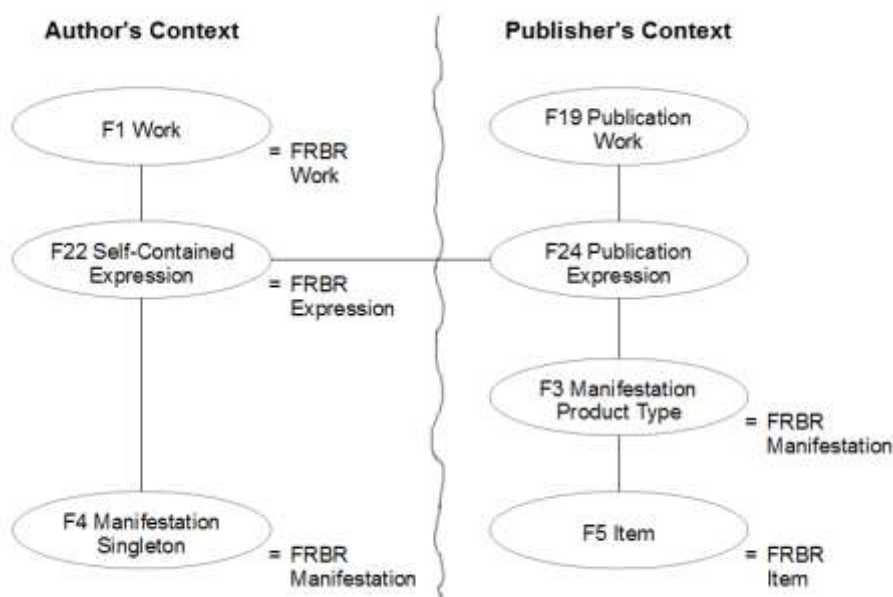 Author's Context
Publisher's Context
F1 Work
= FRBR
Work
F19 Publication
Work
F22 Self-Contained
Expression
= FRBR
Expression
F24 Publication
Expression
F3 Manifestation
Product Type
= FRBR
Manifestation
F4 Manifestation
Singleton
= FRBR
Manifestation
F5 Item
= FRBR
Item